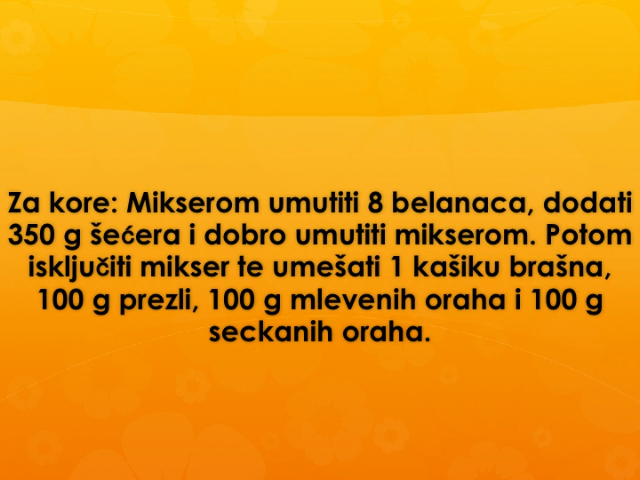 Za kore: Mikserom umutiti 8 belanaca, dodati
350 g šećera i dobro umutiti mikserom. Potom
isključiti mikser te umešati 1 kašiku brašna,
100 g prezli, 100 g mlevenih oraha i 100 g
seckanih oraha.